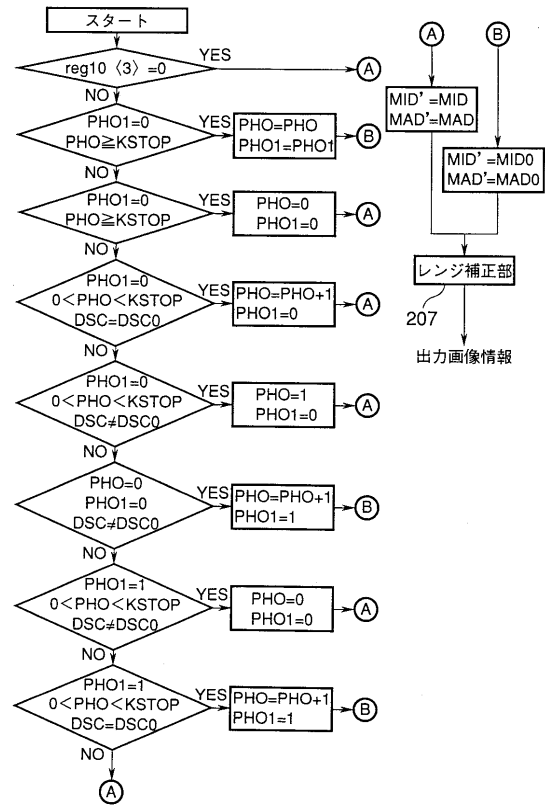 スタート
reg10〈3〉=0
YES
A
NO
PHO1=0
PHO≧KSTOP
YES
PHO=PHO
PHO1=PHO1
B
NO
PHO1=0
PHO≧KSTOP
YES
PHO=0
PHO1=0
A
NO
PHO1=0
0<PHO<KSTOP
DSC=DSC0
YES
PHO=PHO+1
PHO1=0
A
NO
PHO1=0
0<PHO<KSTOP
DSC≠DSC0
YES
PHO=1
PHO1=0
A
NO
PHO=0
PHO1=0
DSC≠DSC0
YES
PHO=PHO+1
PHO1=1
B
NO
PHO1=1
0<PHO<KSTOP
DSC≠DSC0
YES
PHO=0
PHO1=0
A
NO
PHO1=1
0<PHO<KSTOP
DSC=DSC0
YES
PHO=PHO+1
PHO1=1
B
NO
A
A
MID'=MID
MAD'=MAD
B
MID'=MID0
MAD'=MAD0
レンジ補正部
207
出力画像情報